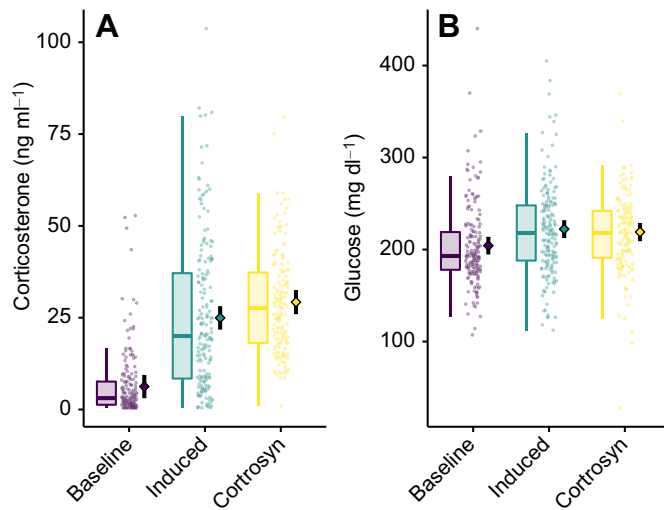 A
Corticosterone (ng ml⁻¹)
100
75
50
25
0
Baseline
Induced
Cortrosyn
B
Glucose (mg dl⁻¹)
400
300
200
100
Baseline
Induced
Cortrosyn